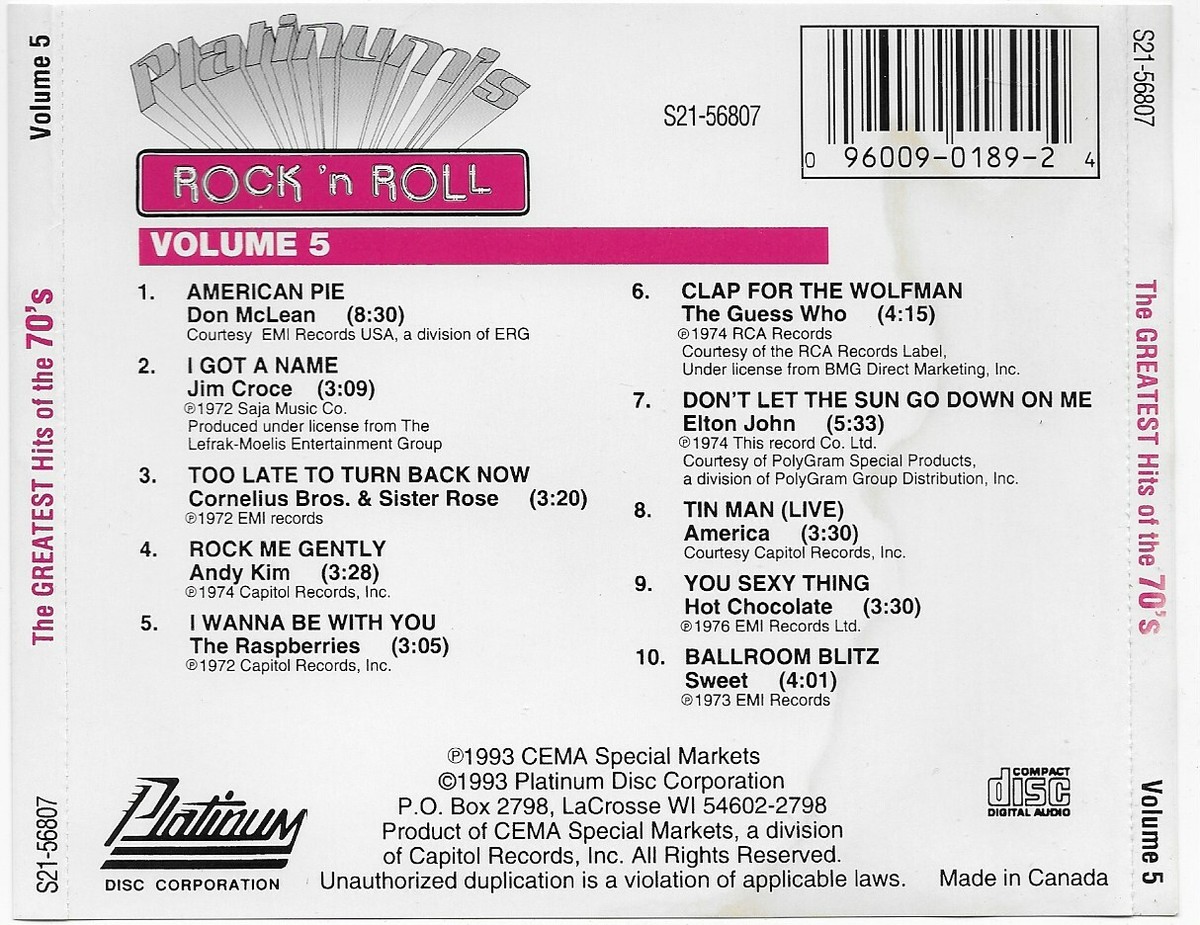 Volume 5
The GREATEST Hits of the 70's
S21-56807
Platinum's
ROCK 'n ROLL
VOLUME 5
S21-56807
0 96009-0189-2 4
1. AMERICAN PIE
Don McLean (8:30)
Courtesy EMI Records USA, a division of ERG
2. I GOT A NAME
Jim Croce (3:09)
℗1972 Saja Music Co.
Produced under license from The
Lefrak-Moelis Entertainment Group
3. TOO LATE TO TURN BACK NOW
Cornelius Bros. & Sister Rose (3:20)
℗1972 EMI records
4. ROCK ME GENTLY
Andy Kim (3:28)
℗1974 Capitol Records, Inc.
5. I WANNA BE WITH YOU
The Raspberries (3:05)
℗1972 Capitol Records, Inc.
6. CLAP FOR THE WOLFMAN
The Guess Who (4:15)
℗1974 RCA Records
Courtesy of the RCA Records Label,
Under license from BMG Direct Marketing, Inc.
7. DON'T LET THE SUN GO DOWN ON ME
Elton John (5:33)
℗1974 This record Co. Ltd.
Courtesy of PolyGram Special Products,
a division of PolyGram Group Distribution, Inc.
8. TIN MAN (LIVE)
America (3:30)
Courtesy Capitol Records, Inc.
9. YOU SEXY THING
Hot Chocolate (3:30)
℗1976 EMI Records Ltd.
10. BALLROOM BLITZ
Sweet (4:01)
℗1973 EMI Records
Platinum
DISC CORPORATION
℗1993 CEMA Special Markets
©1993 Platinum Disc Corporation
P.O. Box 2798, LaCrosse WI 54602-2798
Product of CEMA Special Markets, a division
of Capitol Records, Inc. All Rights Reserved.
Unauthorized duplication is a violation of applicable laws.
COMPACT
disc
DIGITAL AUDIO
Made in Canada
S21-56807
The GREATEST Hits of the 70's
Volume 5